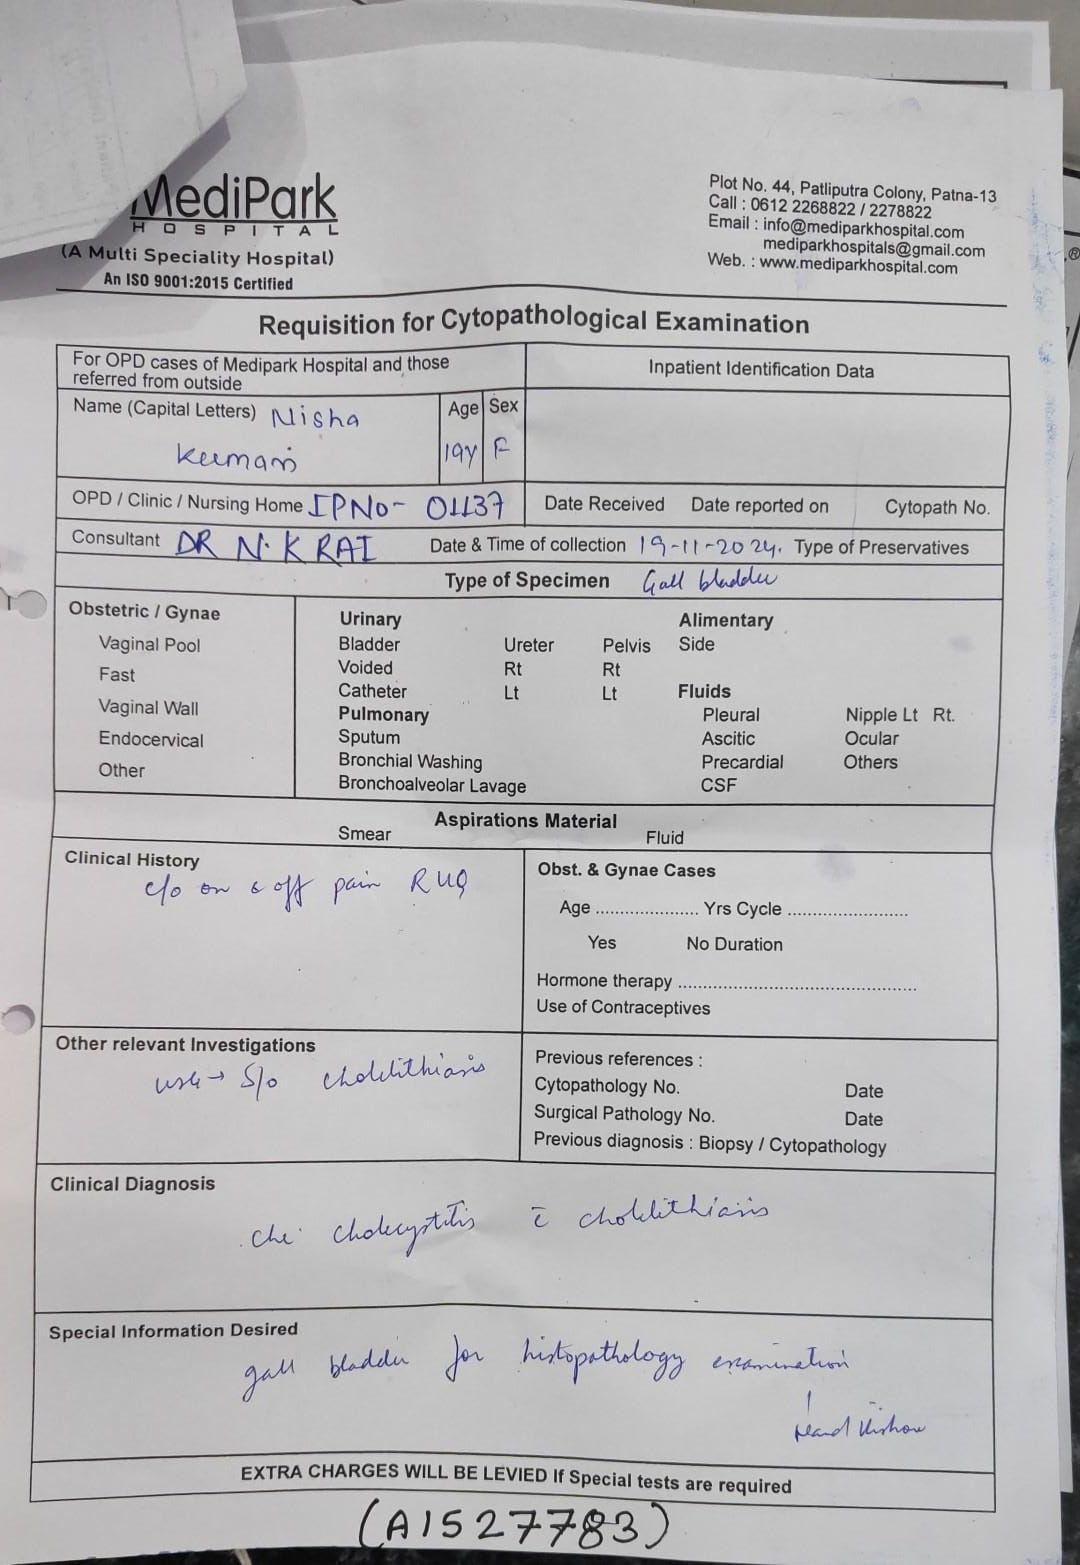 MediPark
HOSPITAL
(A Multi Speciality Hospital)
An ISO 9001:2015 Certified
Plot No. 44, Patliputra Colony, Patna-13
Call : 0612 2268822 / 2278822
Email : info@mediparkhospital.com
mediparkhospitals@gmail.com
Web. : www.mediparkhospital.com
Requisition for Cytopathological Examination
For OPD cases of Medipark Hospital and those
referred from outside
Inpatient Identification Data
Name (Capital Letters) Nisha
Kumari
Age Sex
19Y F
OPD / Clinic / Nursing Home IPNo- 01137
Date Received Date reported on Cytopath No.
Consultant DR N.K RAI Date & Time of collection 19-11-2024. Type of Preservatives
Type of Specimen Gall bladder
Obstetric / Gynae
Vaginal Pool
Fast
Vaginal Wall
Endocervical
Other
Urinary
Bladder Ureter Pelvis
Voided Rt Rt
Catheter Lt Lt
Pulmonary
Sputum
Bronchial Washing
Bronchoalveolar Lavage
Alimentary
Side
Fluids
Pleural Nipple Lt Rt.
Ascitic Ocular
Precardial Others
CSF
Aspirations Material
Smear Fluid
Clinical History
c/o on & off pain RUQ
Obst. & Gynae Cases
Age ..................... Yrs Cycle ........................
Yes No Duration
Hormone therapy ................................................
Use of Contraceptives
Other relevant Investigations
USG → S/o cholelithiasis
Previous references :
Cytopathology No. Date
Surgical Pathology No. Date
Previous diagnosis : Biopsy / Cytopathology
Clinical Diagnosis
cholecystitis c̄ cholelithiasis
Special Information Desired
gall bladder for histopathology examination
Nand Kishore
EXTRA CHARGES WILL BE LEVIED If Special tests are required
(A1527783)